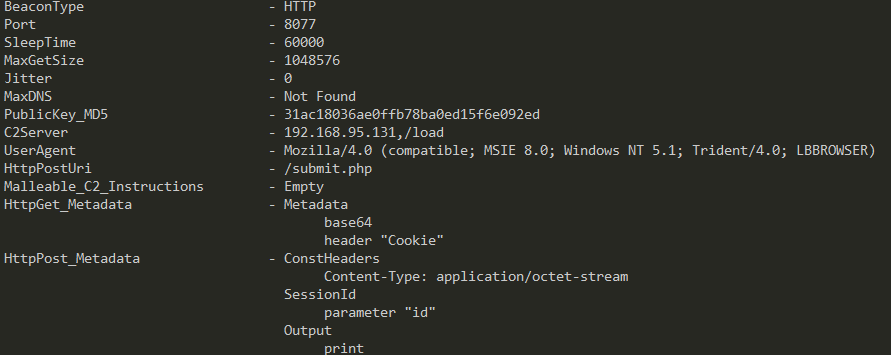 BeaconType - HTTP
Port - 8077
SleepTime - 60000
MaxGetSize - 1048576
Jitter - 0
MaxDNS - Not Found
PublicKey_MD5 - 31ac18036ae0ffb78ba0ed15f6e092ed
C2Server - 192.168.95.131,/load
UserAgent - Mozilla/4.0 (compatible; MSIE 8.0; Windows NT 5.1; Trident/4.0; LBBROWSER)
HttpPostUri - /submit.php
Malleable_C2_Instructions - Empty
HttpGet_Metadata - Metadata
base64
header "Cookie"
HttpPost_Metadata - ConstHeaders
Content-Type: application/octet-stream
SessionId
parameter "id"
Output
print